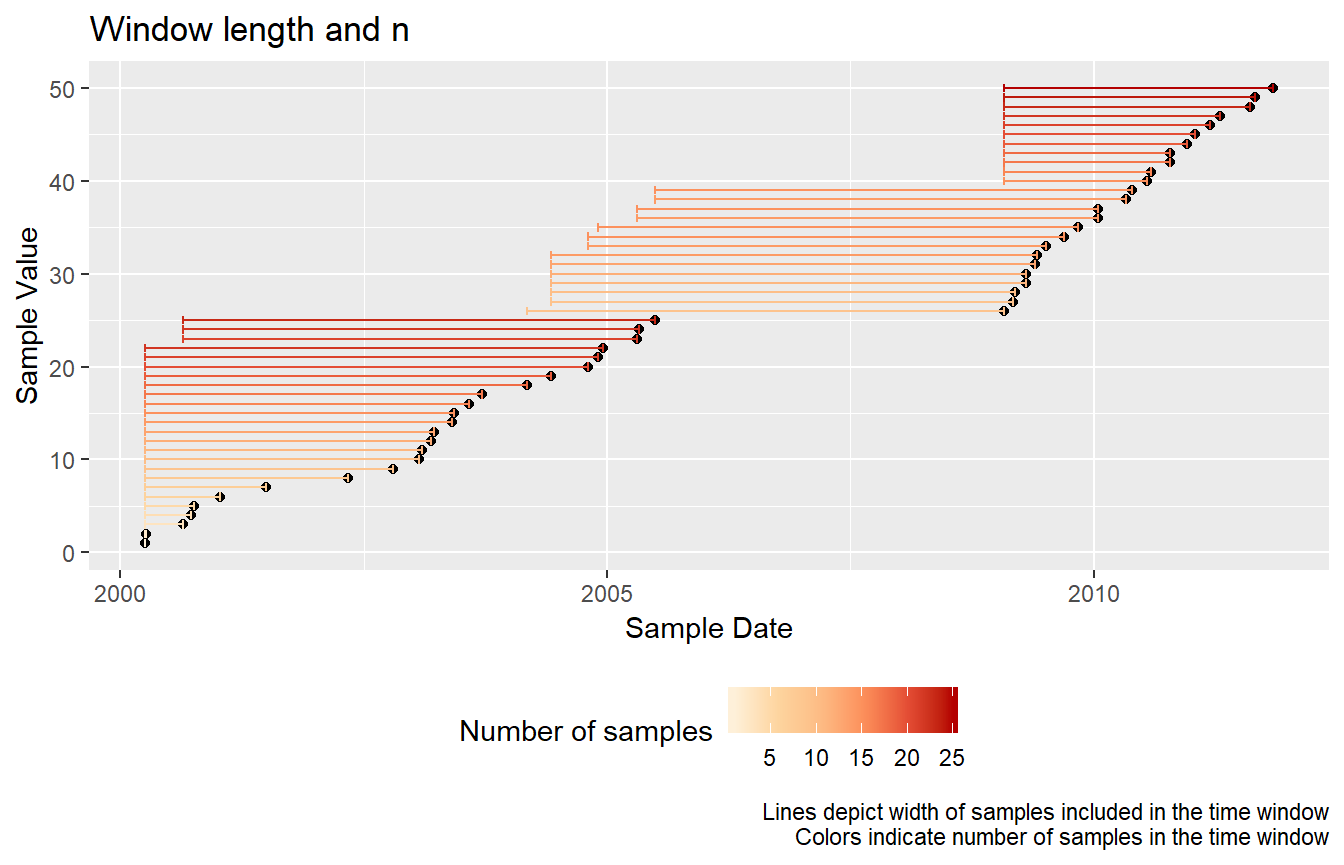 Window length and n
Sample Value
50
40
30
20
10
0
2000 2005 2010
Sample Date
Number of samples
5 10 15 20 25
Lines depict width of samples included in the time window
Colors indicate number of samples in the time window